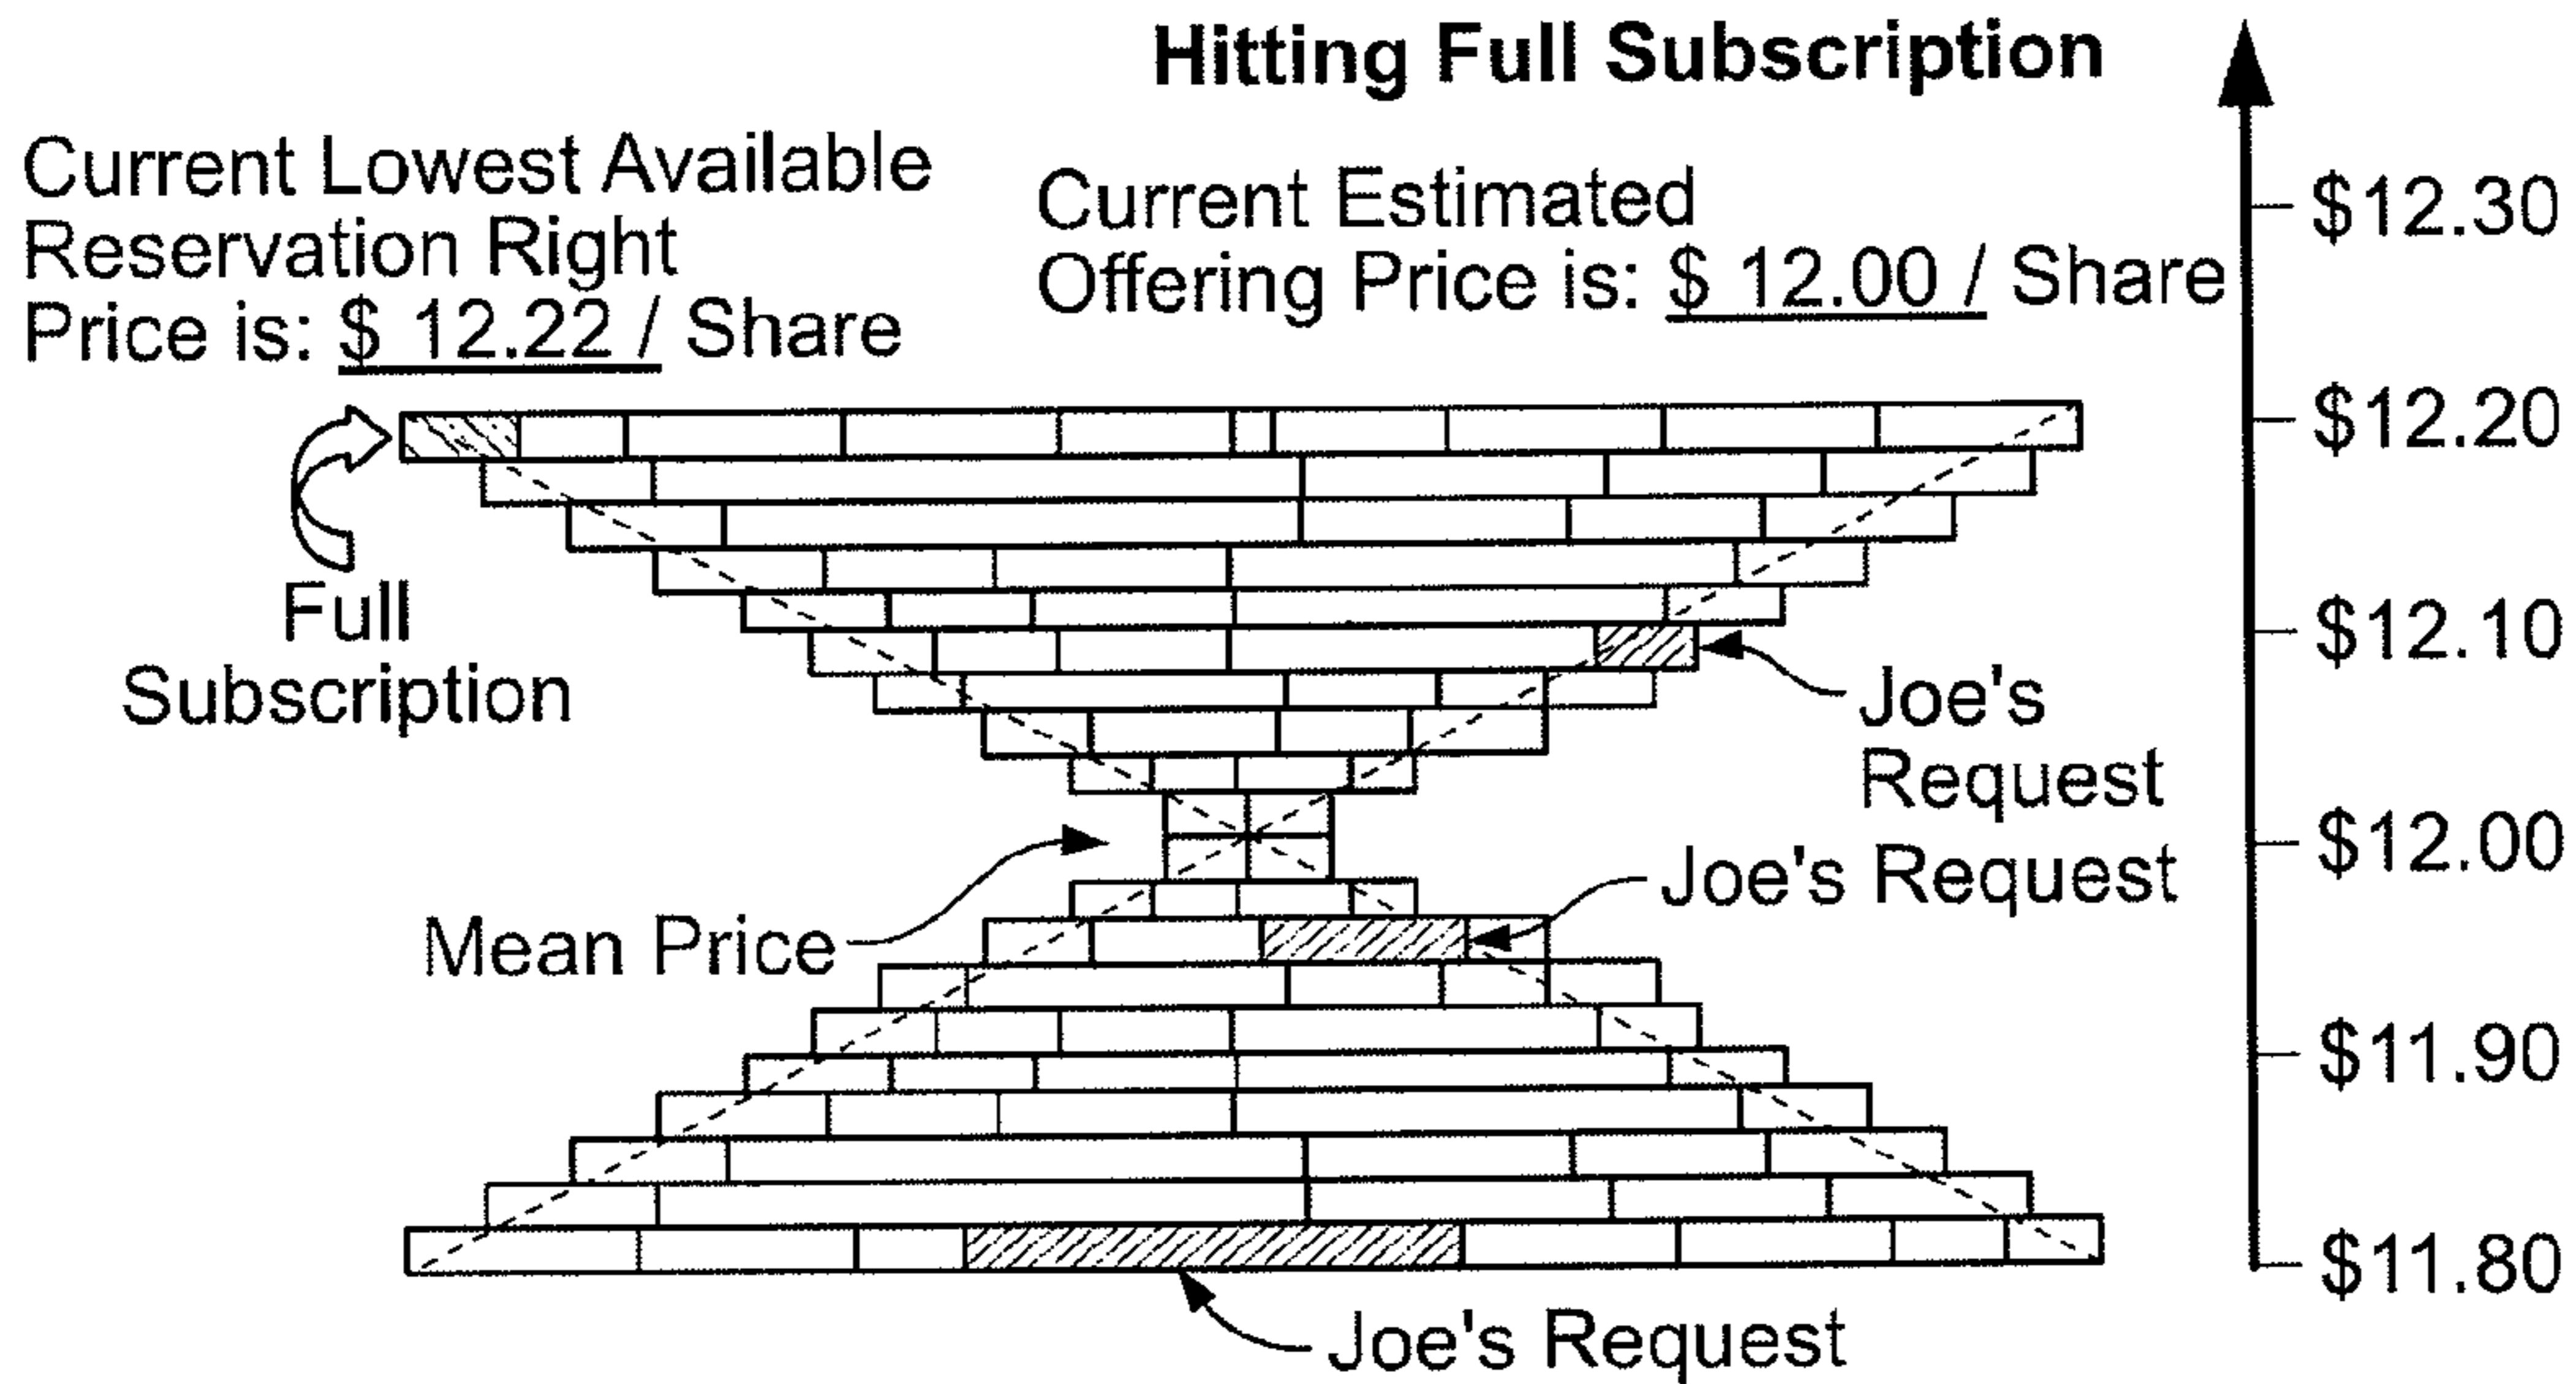 Hitting Full Subscription
Current Lowest Available
Reservation Right
Price is: $ 12.22 / Share
Current Estimated
Offering Price is: $ 12.00 / Share
$12.30
$12.20
$12.10
$12.00
$11.90
$11.80
Full
Subscription
Joe's
Request
Joe's Request
Mean Price
Joe's Request